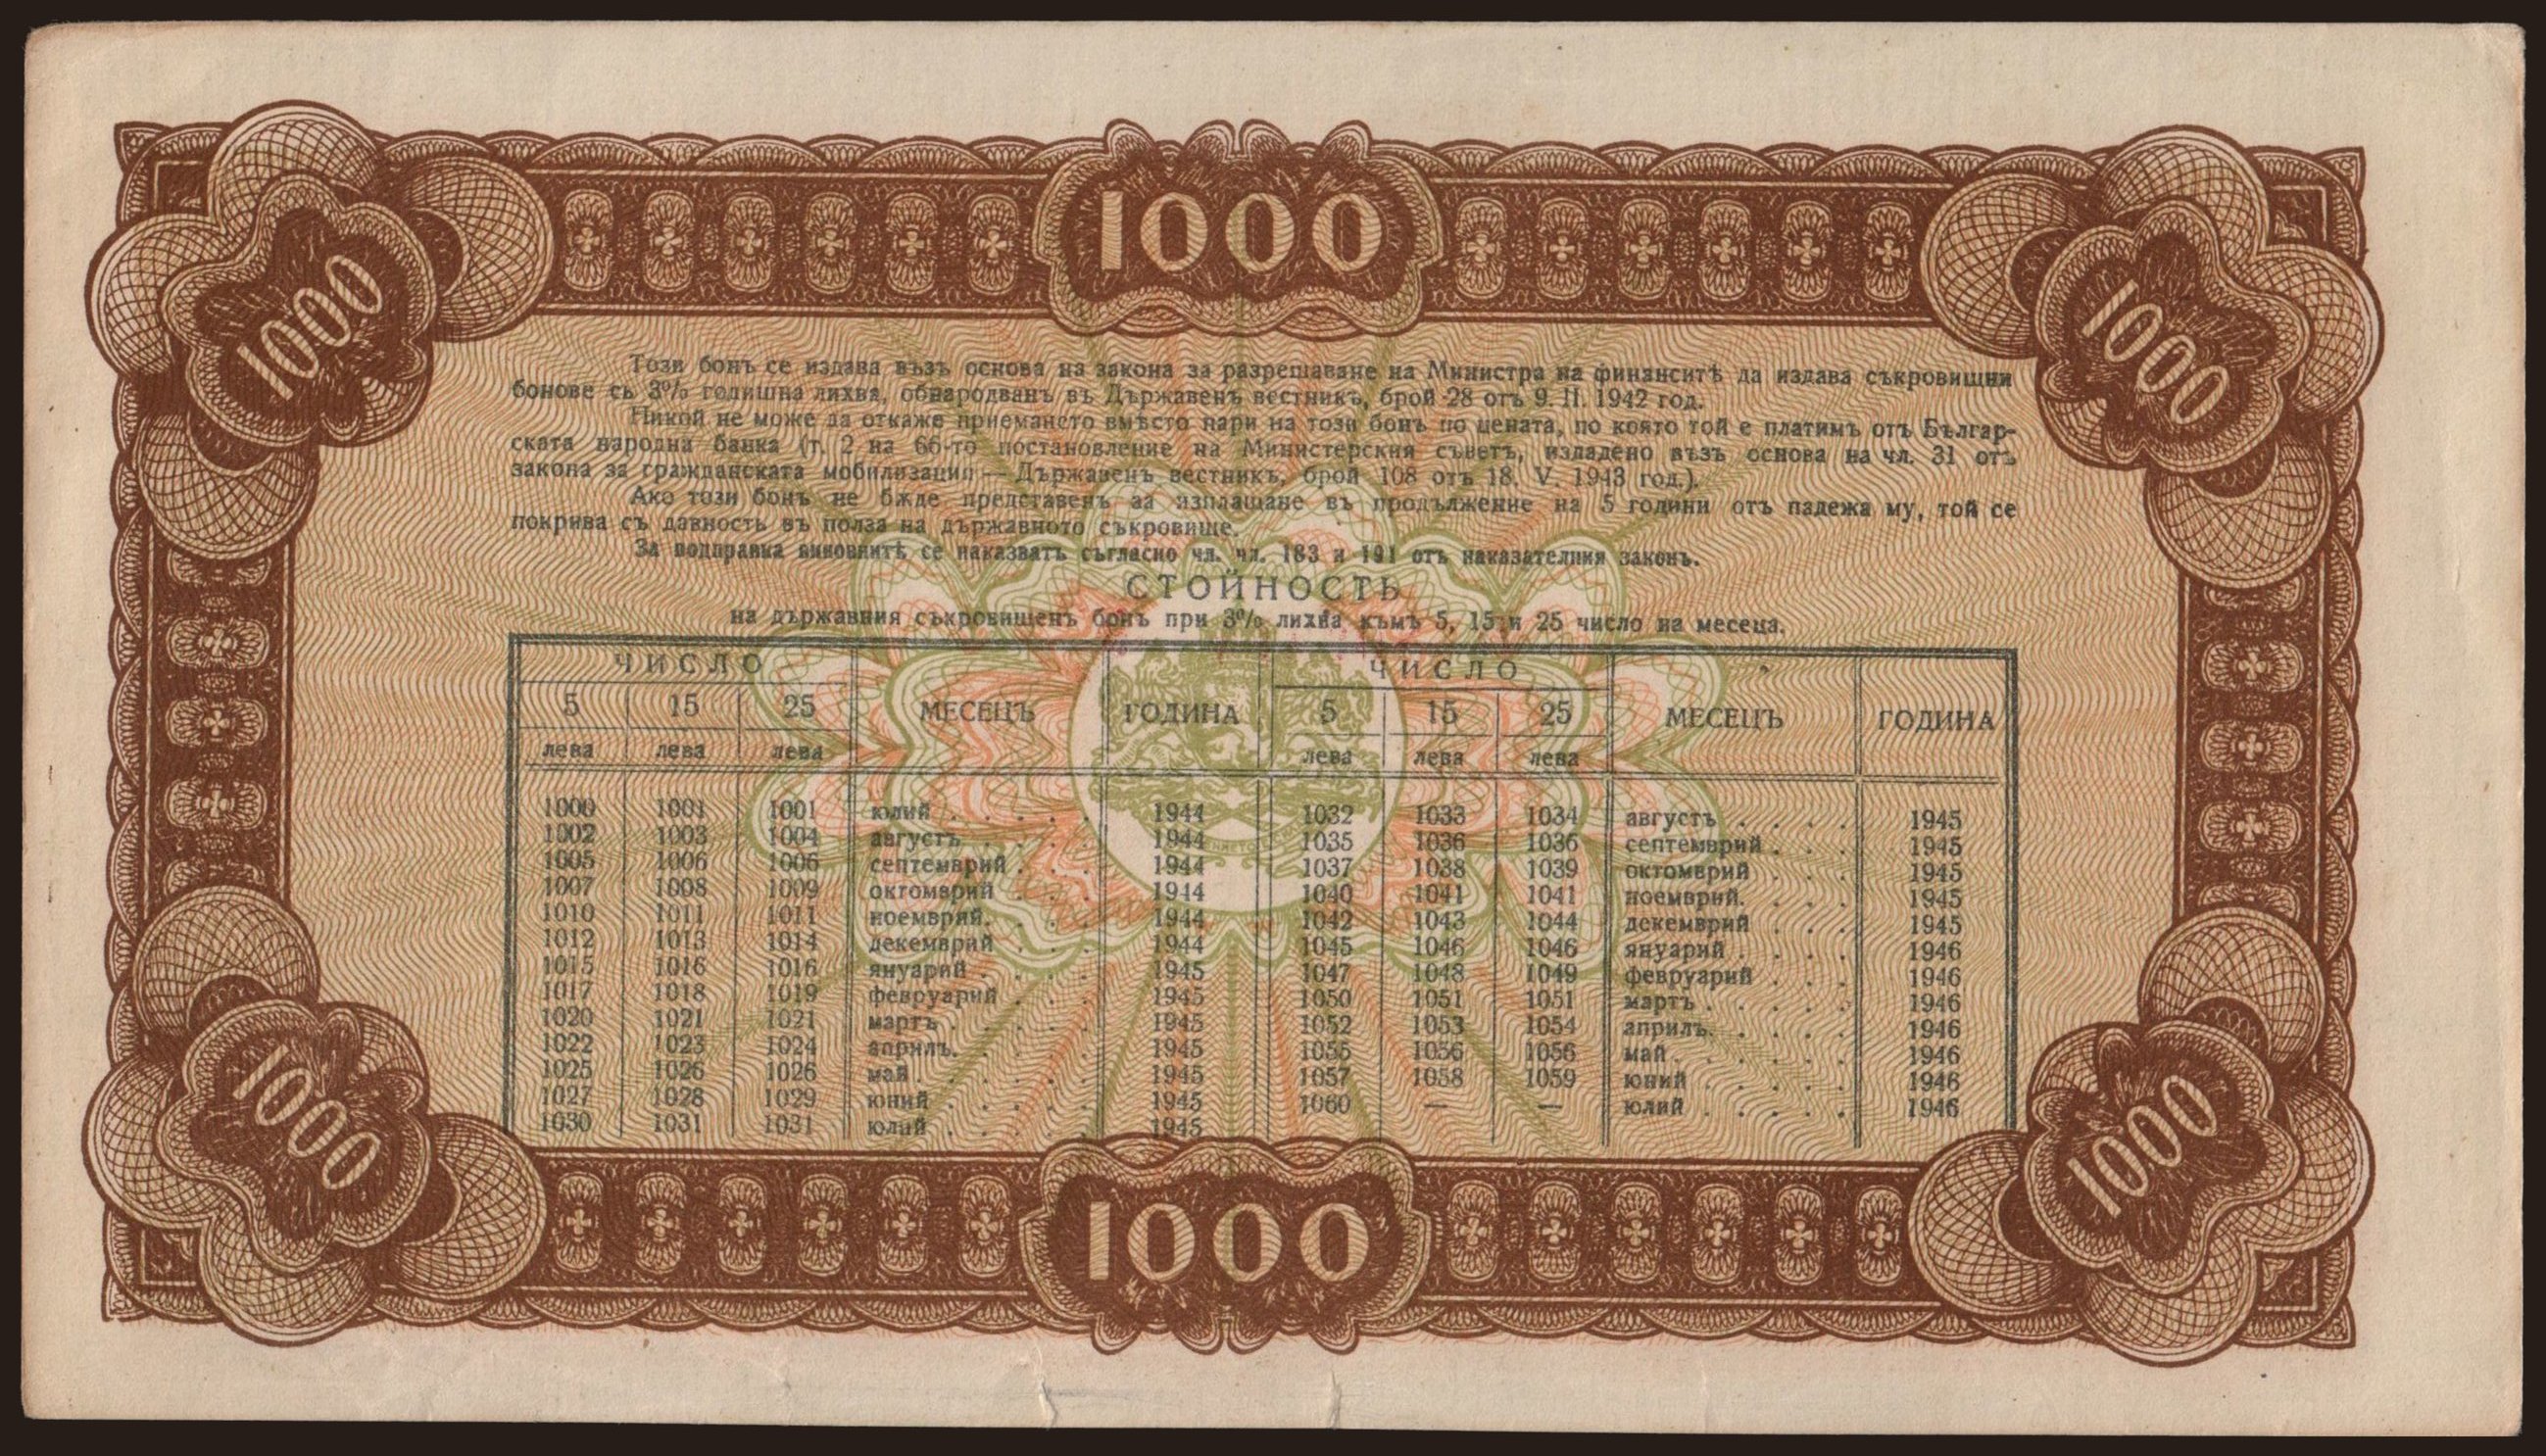 1000
1000
1000
Този бонъ се издава възъ основа на закона за разрешаване на Министра на финанситѣ да издава съкровищни
бонове съ 3% годишна лихва, обнародванъ въ Държавенъ вестникъ, брой 28 отъ 9. II. 1942 год.
Никой не може да откаже приемането вмѣсто пари на този бонъ по цената, по която той е платимъ отъ Българ-
ската народна банка (т. 2 на 66-то постановление на Министерския съветъ, издадено възъ основа на чл. 31 отъ
закона за гражданската мобилизация — Държавенъ вестникъ, брой 108 отъ 18. V. 1943 год.).
Ако този бонъ не бѫде представенъ за изплащане въ продължение на 5 години отъ падежа му, той се
покрива съ давность въ полза на държавното съкровище.
За подправка виновнитѣ се наказватъ съгласно чл. чл. 183 и 191 отъ наказателния законъ.
СТОЙНОСТЬ
на държавния съкровищенъ бонъ при 3% лихва къмъ 5, 15 и 25 число на месеца.
ЧИСЛО ЧИСЛО
5 15 25 МЕСЕЦЪ ГОДИНА 5 15 25 МЕСЕЦЪ ГОДИНА
лева лева лева лева лева лева
1000 1001 1001 юлий . . . . . 1944 1032 1033 1034 августъ . . . . 1945
1002 1003 1004 августъ . . . . 1944 1035 1036 1036 септемврий . . . 1945
1005 1006 1006 септемврий . . . 1944 1037 1038 1039 октомврий . . . 1945
1007 1008 1009 октомврий . . . 1944 1040 1041 1041 ноемврий. . . . 1945
1010 1011 1011 ноемврий. . . . 1944 1042 1043 1044 декемврий . . . 1945
1012 1013 1014 декемврий . . . 1944 1045 1046 1046 януарий . . . . 1946
1015 1016 1016 януарий . . . . 1945 1047 1048 1049 февруарий . . . 1946
1017 1018 1019 февруарий . . . 1945 1050 1051 1051 мартъ . . . . . 1946
1020 1021 1021 мартъ . . . . . 1945 1052 1053 1054 априлъ. . . . . 1946
1022 1023 1024 априлъ. . . . . 1945 1055 1056 1056 май . . . . . . 1946
1025 1026 1026 май . . . . . . 1945 1057 1058 1059 юний . . . . . 1946
1027 1028 1029 юний . . . . . 1945 1060 — — юлий . . . . . 1946
1030 1031 1031 юлий . . . . . 1945
1000
1000
1000